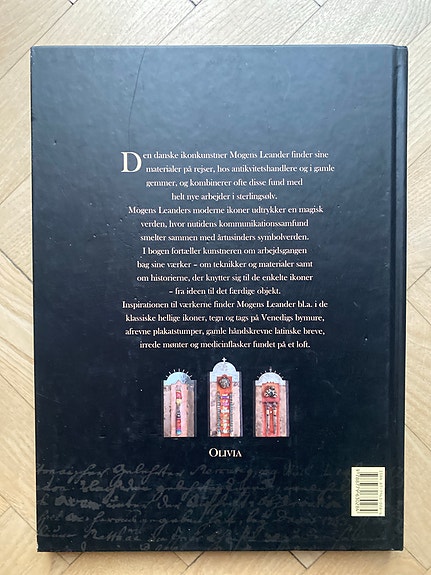 Den danske ikonkunstner Mogens Leander finder sine
materialer på rejser, hos antikvitetshandlere og i gamle
gemmer, og kombinerer ofte disse fund med
helt nye arbejder i sterlingsølv.
Mogens Leanders moderne ikoner udtrykker en magisk
verden, hvor nutidens kommunikationssamfund
smelter sammen med årtusinders symbolverden.
I bogen fortæller kunstneren om arbejdsgangen
bag sine værker – om teknikker og materialer samt
om historierne, der knytter sig til de enkelte ikoner
– fra ideen til det færdige objekt.
Inspirationen til værkerne finder Mogens Leander bl.a. i de
klassiske hellige ikoner, tegn og tags på Venedigs bymure,
afrevne plakatstumper, gamle håndskrevne latinske breve,
irrede mønter og medicinflasker fundet på et loft.
OLIVIA